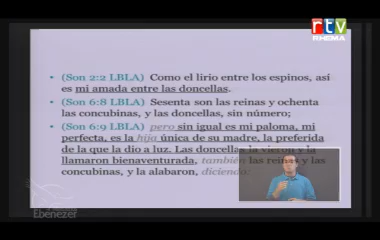 rtv
RHEMA
• (Son 2:2 LBLA) Como el lirio entre los espinos, así
es mi amada entre las doncellas.
• (Son 6:8 LBLA) Sesenta son las reinas y ochenta
las concubinas, y las doncellas, sin número;
• (Son 6:9 LBLA) pero sin igual es mi paloma, mi
perfecta, es la hija única de su madre, la preferida
de la que la dio a luz. Las doncellas la vieron y la
llamaron bienaventurada, también las reinas y las
concubinas, y la alabaron, diciendo:
Ebenezer